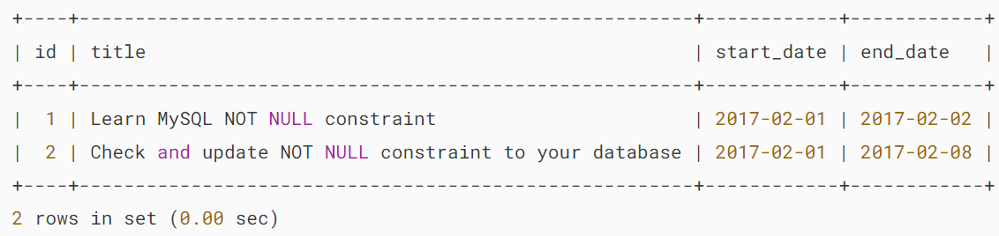 +----+-------------------------------------------------------+------------+------------+
| id | title                                                 | start_date | end_date   |
+----+-------------------------------------------------------+------------+------------+
|  1 | Learn MySQL NOT NULL constraint                       | 2017-02-01 | 2017-02-02 |
|  2 | Check and update NOT NULL constraint to your database | 2017-02-01 | 2017-02-08 |
+----+-------------------------------------------------------+------------+------------+
2 rows in set (0.00 sec)